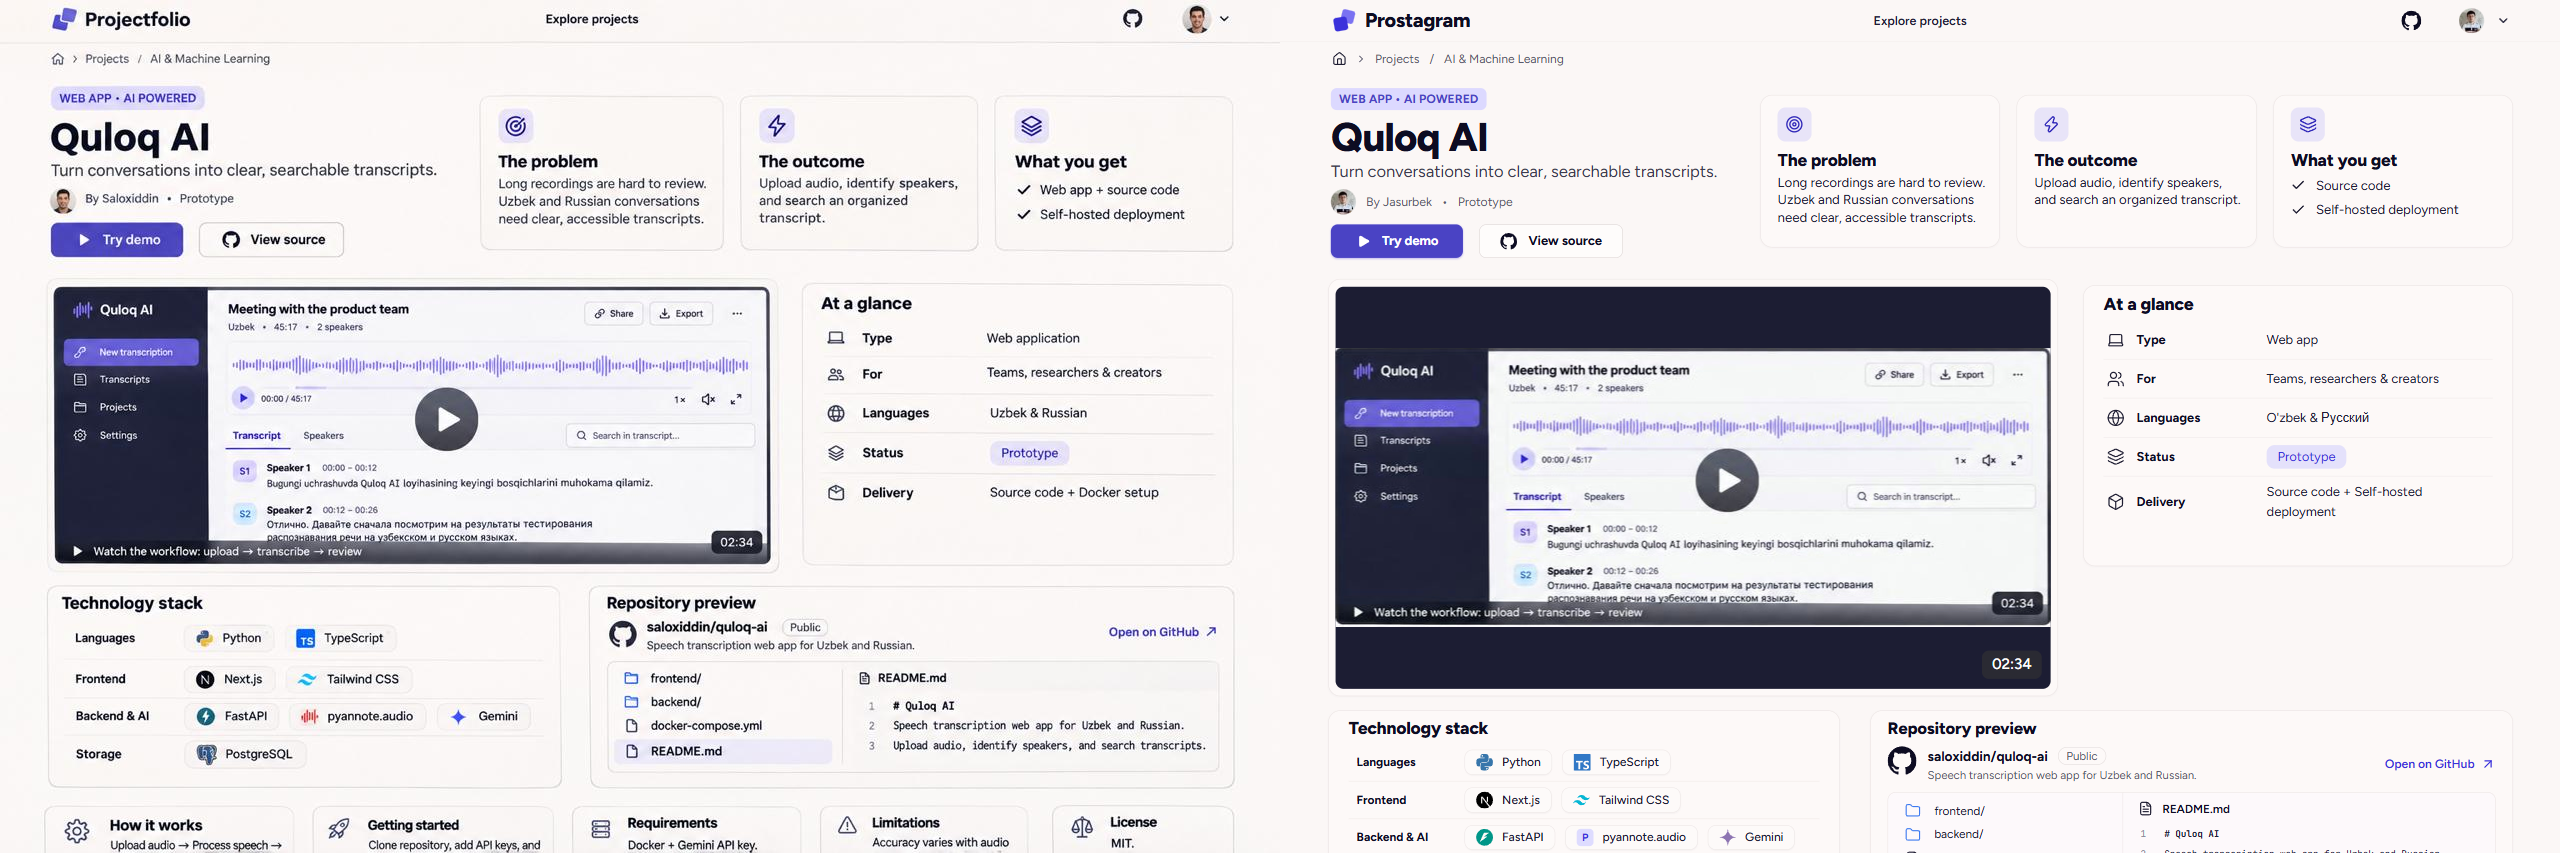 Projectfolio
Explore projects
Projects / AI & Machine Learning
WEB APP • AI POWERED
Quloq AI
Turn conversations into clear, searchable transcripts.
By Saloxiddin • Prototype
Try demo
View source
The problem
Long recordings are hard to review.
Uzbek and Russian conversations
need clear, accessible transcripts.
The outcome
Upload audio, identify speakers,
and search an organized
transcript.
What you get
Web app + source code
Self-hosted deployment
Quloq AI
New transcription
Transcripts
Projects
Settings
Meeting with the product team
Uzbek • 45:17 • 2 speakers
Share
Export
00:00 / 45:17
1×
Transcript
Speakers
Search in transcript...
S1
Speaker 1 00:00 – 00:12
Bugungi uchrashuvda Quloq AI loyihasining keyingi bosqichlarini muhokama qilamiz.
S2
Speaker 2 00:12 – 00:26
Отлично. Давайте сначала посмотрим на результаты тестирования
распознавания речи на узбекском и русском языках.
Watch the workflow: upload → transcribe → review
02:34
At a glance
Type Web application
For Teams, researchers & creators
Languages Uzbek & Russian
Status Prototype
Delivery Source code + Docker setup
Technology stack
Languages Python TypeScript
Frontend Next.js Tailwind CSS
Backend & AI FastAPI pyannote.audio Gemini
Storage PostgreSQL
Repository preview
saloxiddin/quloq-ai Public
Speech transcription web app for Uzbek and Russian.
Open on GitHub
frontend/
backend/
docker-compose.yml
README.md
README.md
1 # Quloq AI
2 Speech transcription web app for Uzbek and Russian.
3 Upload audio, identify speakers, and search transcripts.
How it works
Upload audio → Process speech →
Getting started
Clone repository, add API keys, and
Requirements
Docker + Gemini API key.
Limitations
Accuracy varies with audio
License
MIT.
Prostagram
Explore projects
Projects / AI & Machine Learning
WEB APP • AI POWERED
Quloq AI
Turn conversations into clear, searchable transcripts.
By Jasurbek • Prototype
Try demo
View source
The problem
Long recordings are hard to review.
Uzbek and Russian conversations
need clear, accessible transcripts.
The outcome
Upload audio, identify speakers,
and search an organized transcript.
What you get
Source code
Self-hosted deployment
Quloq AI
New transcription
Transcripts
Projects
Settings
Meeting with the product team
Uzbek • 45:17 • 2 speakers
Share
Export
00:00 / 45:17
1×
Transcript
Speakers
Search in transcript...
S1
Speaker 1 00:00 – 00:12
Bugungi uchrashuvda Quloq AI loyihasining keyingi bosqichlarini muhokama qilamiz.
S2
Speaker 2 00:12 – 00:26
Отлично. Давайте сначала посмотрим на результаты тестирования
распознавания речи на узбекском и русском языках.
Watch the workflow: upload → transcribe → review
02:34
02:34
At a glance
Type Web app
For Teams, researchers & creators
Languages O'zbek & Русский
Status Prototype
Delivery Source code + Self-hosted
deployment
Technology stack
Languages Python TypeScript
Frontend Next.js Tailwind CSS
Backend & AI FastAPI P pyannote.audio Gemini
Repository preview
saloxiddin/quloq-ai Public
Speech transcription web app for Uzbek and Russian.
Open on GitHub
frontend/
backend/
README.md
1 # Quloq AI